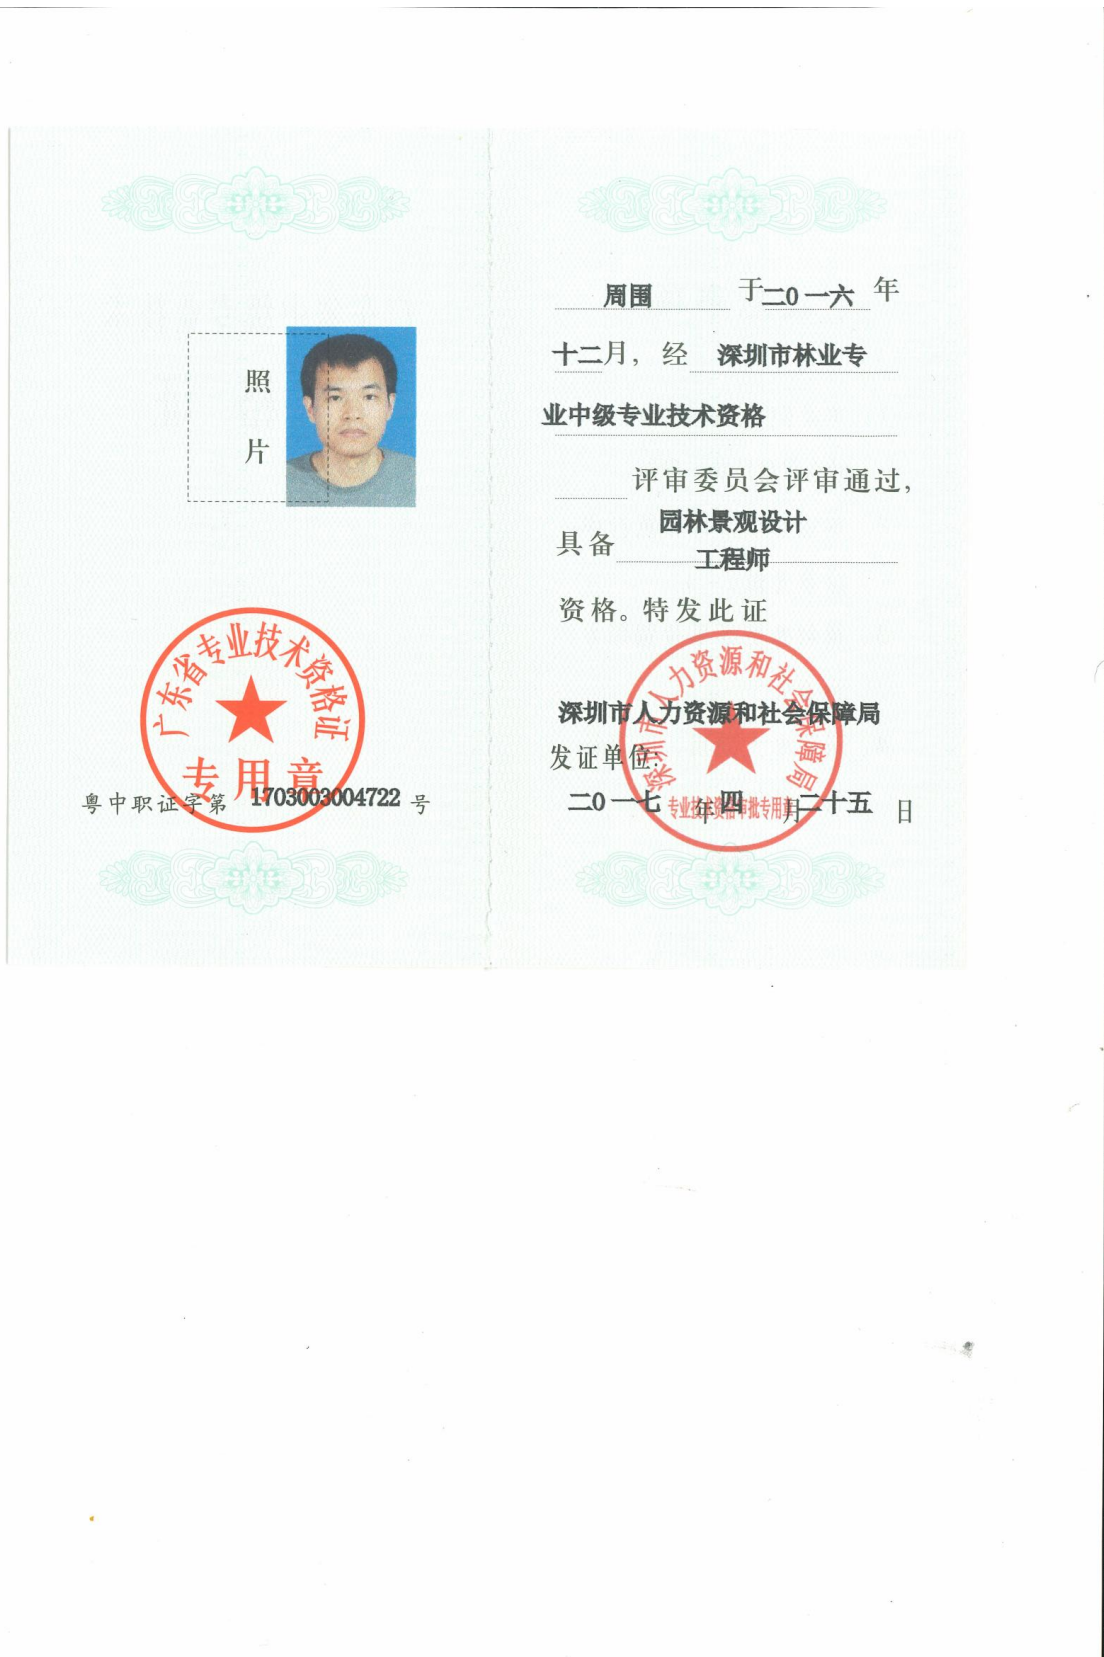 照
片
广东省专业技术资格证
专用章
粤中职证字第 1703003004722 号
周围 于二0一六 年
十二月, 经 深圳市林业专
业中级专业技术资格
评审委员会评审通过,
园林景观设计
具备
工程师
资格。特发此证
深圳市人力资源和社会保障局
深圳市人力资源和社会保障局
发证单位:
二0一七 年 四 月 二十五 日
专业技术资格审批专用章